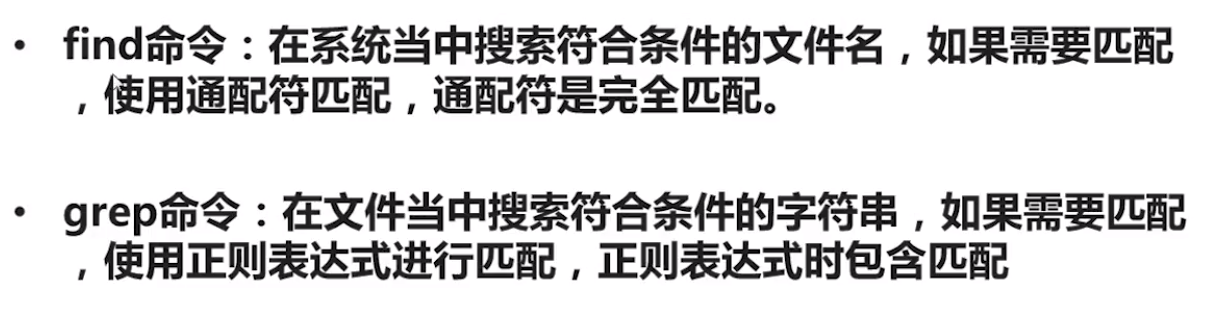 • find命令：在系统当中搜索符合条件的文件名，如果需要匹配
，使用通配符匹配，通配符是完全匹配。
• grep命令：在文件当中搜索符合条件的字符串，如果需要匹配
，使用正则表达式进行匹配，正则表达式时包含匹配